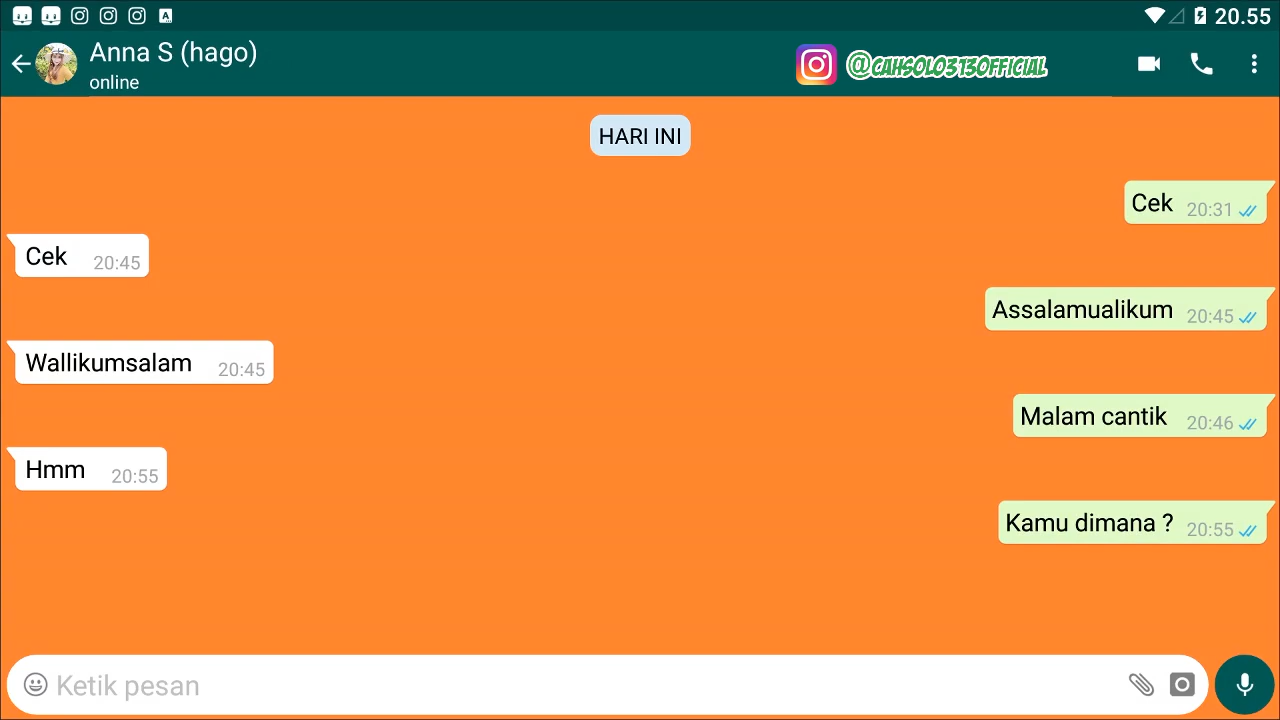 20.55
Anna S (hago)
online
@CAHSOLO313OFFICIAL
HARI INI
Cek 20:31
Cek 20:45
Assalamualikum 20:45
Wallikumsalam 20:45
Malam cantik 20:46
Hmm 20:55
Kamu dimana ? 20:55
Ketik pesan